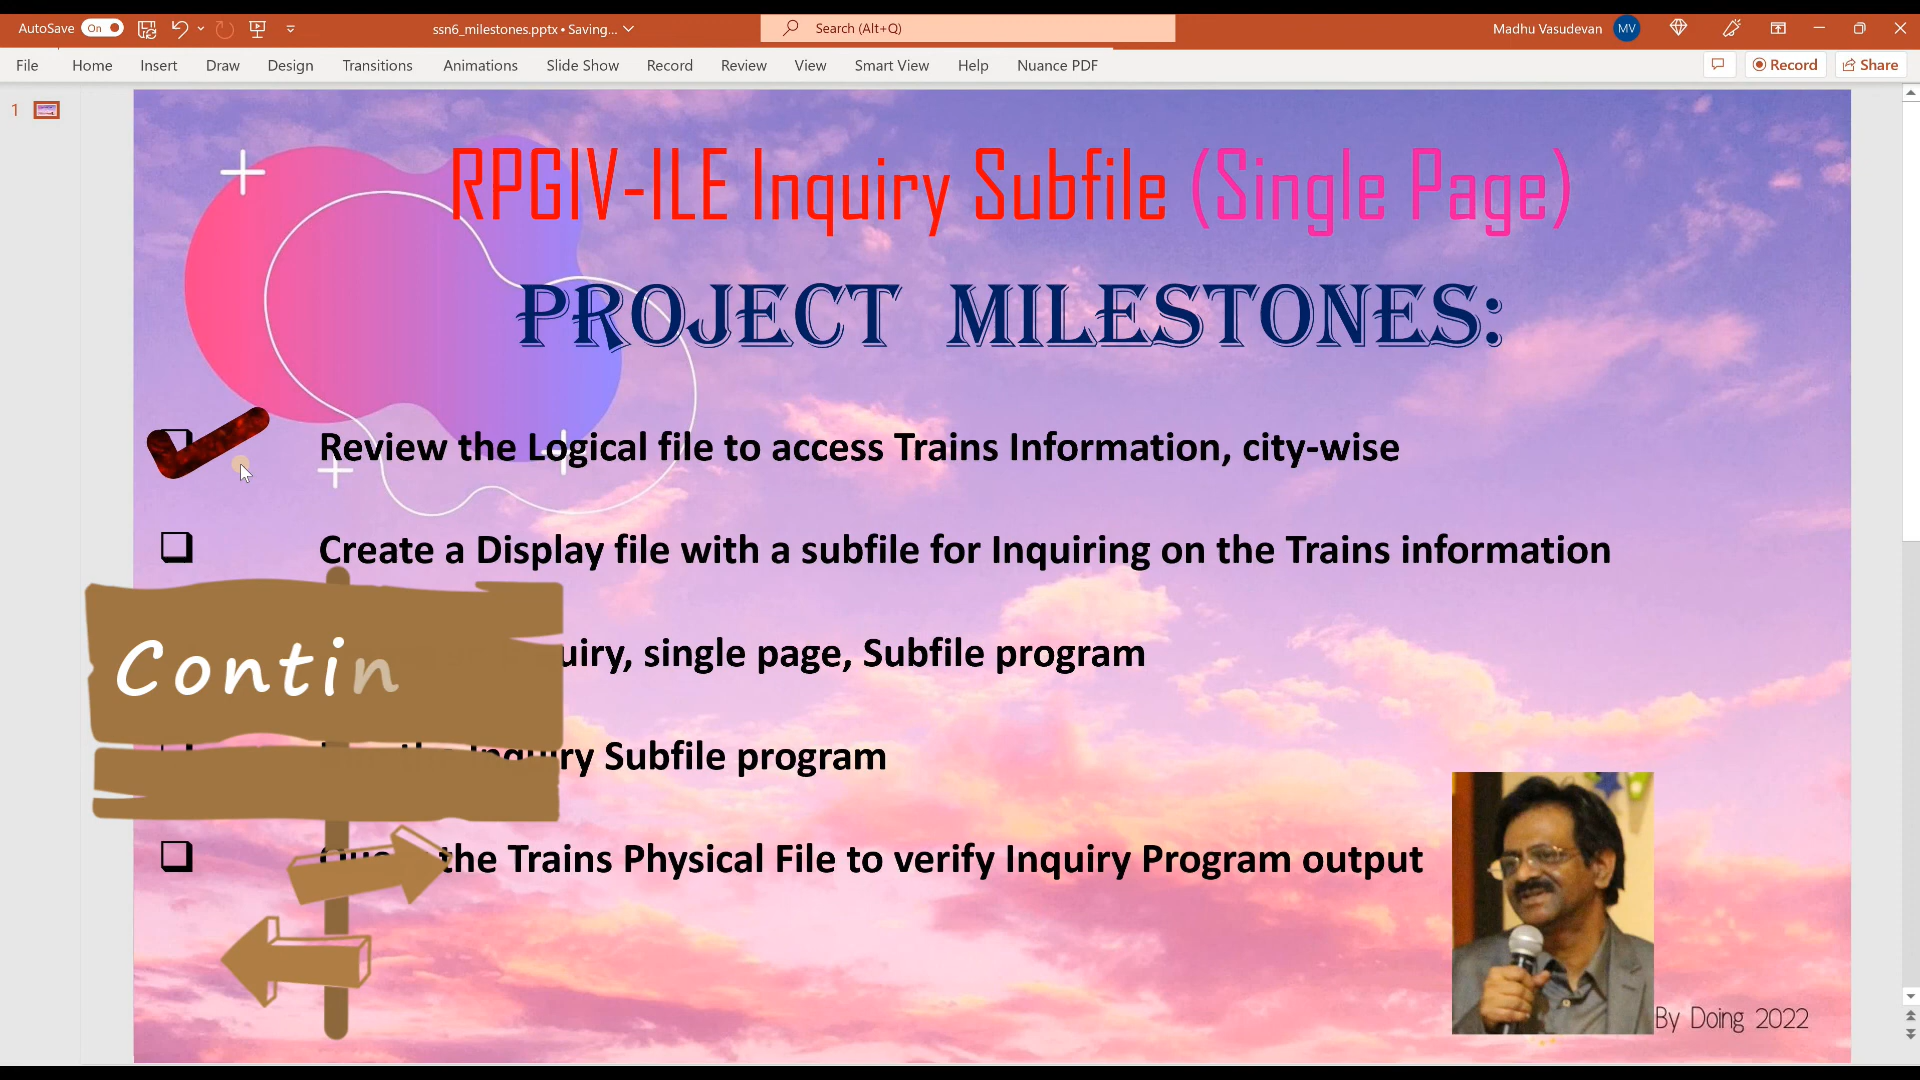 AutoSave On ssn6_milestones.pptx • Saving... Search (Alt+Q) Madhu Vasudevan MV
File Home Insert Draw Design Transitions Animations Slide Show Record Review View Smart View Help Nuance PDF Record Share
1
RPGIV-ILE Inquiry Subfile (Single Page)
PROJECT MILESTONES:
Review the Logical file to access Trains Information, city-wise
Create a Display file with a subfile for Inquiring on the Trains information
Contin
uiry, single page, Subfile program
the Inquiry Subfile program
the Trains Physical File to verify Inquiry Program output
By Doing 2022